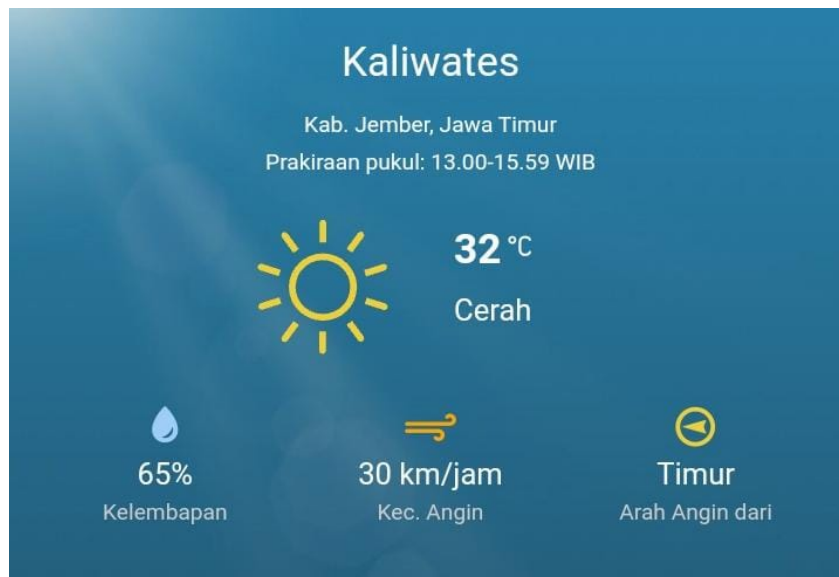 Kaliwates
Kab. Jember, Jawa Timur
Prakiraan pukul: 13.00-15.59 WIB
32 °C
Cerah
65%
Kelembapan
30 km/jam
Kec. Angin
Timur
Arah Angin dari